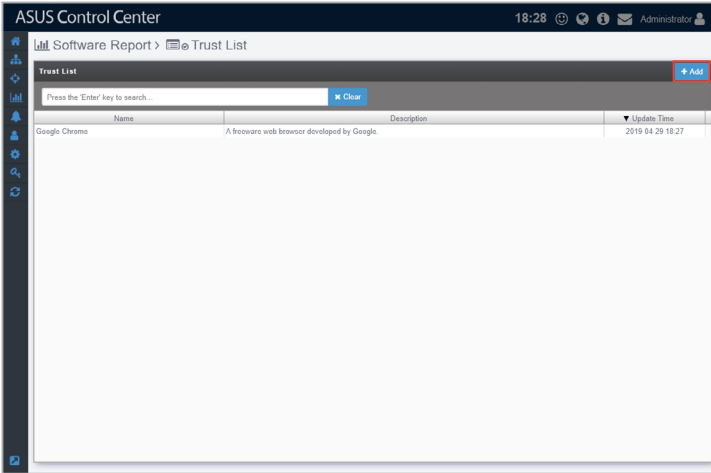 ASUS Control Center
18:28 Administrator
Software Report > Trust List
Trust List
+ Add
Press the 'Enter' key to search...
Clear
Name Description ▼ Update Time
Google Chrome A freeware web browser developed by Google. 2019 04 29 18:27